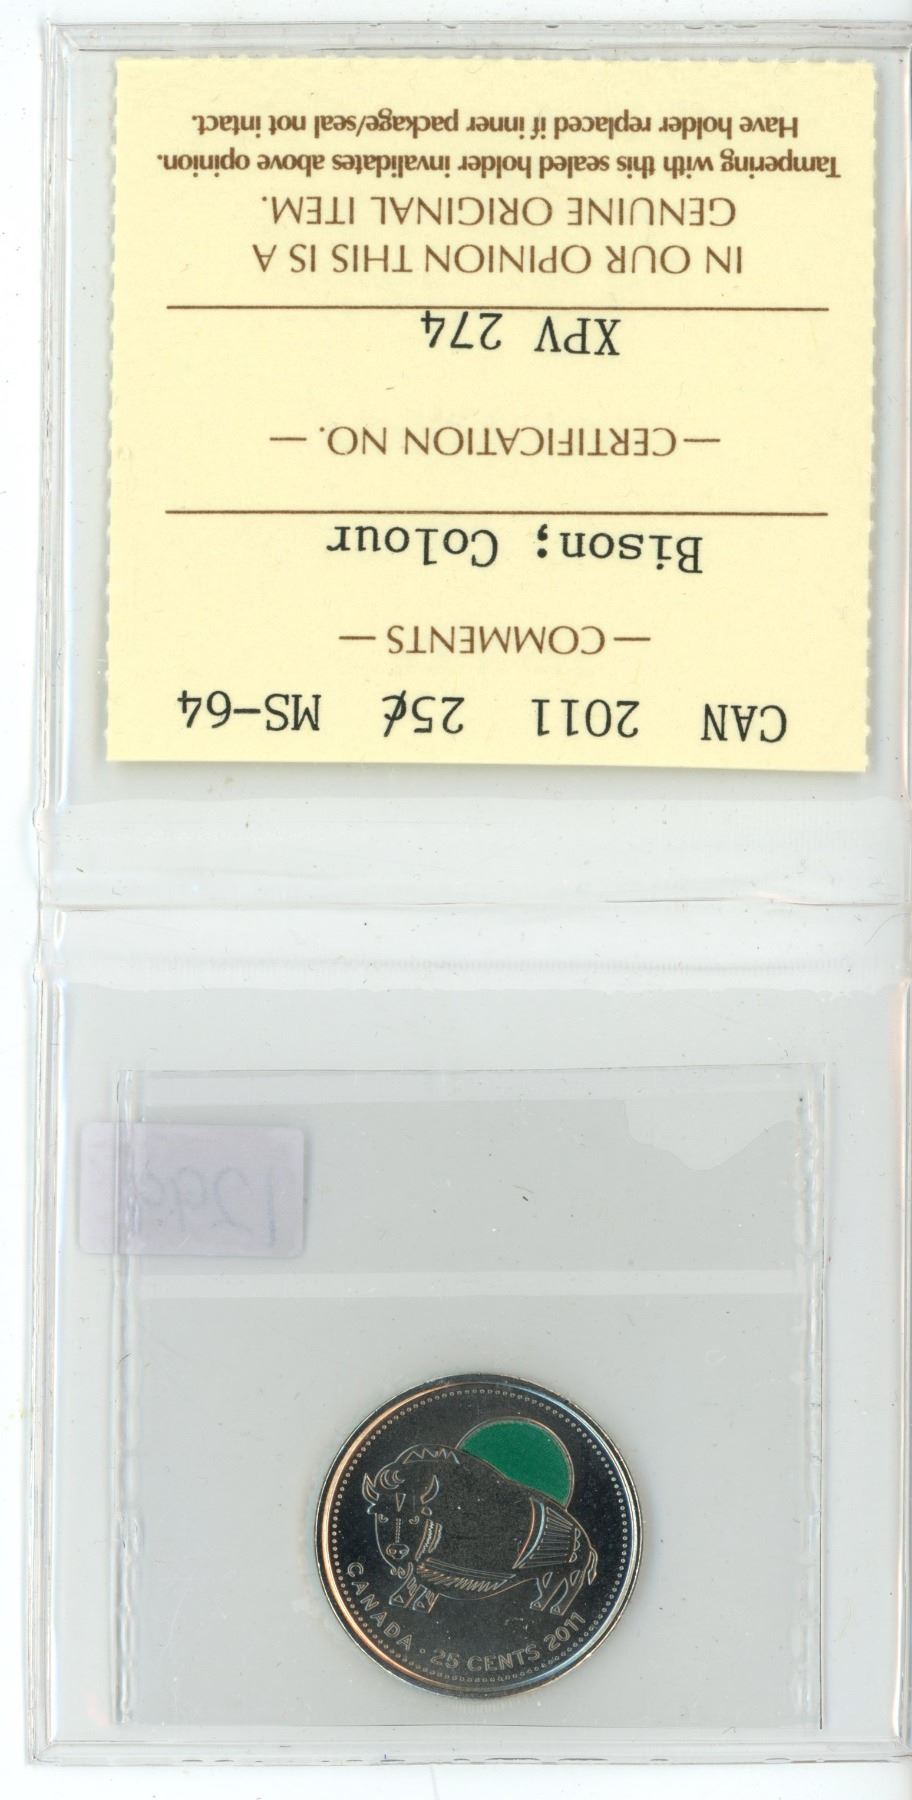 CAN 2011 25¢ MS-64
— COMMENTS —
Bison; Colour
— CERTIFICATION NO. —
XPV 274
IN OUR OPINION THIS IS A
GENUINE ORIGINAL ITEM.
Tampering with this sealed holder invalidates above opinion.
Have holder replaced if inner package/seal not intact.
CANADA · 25 CENTS 2011